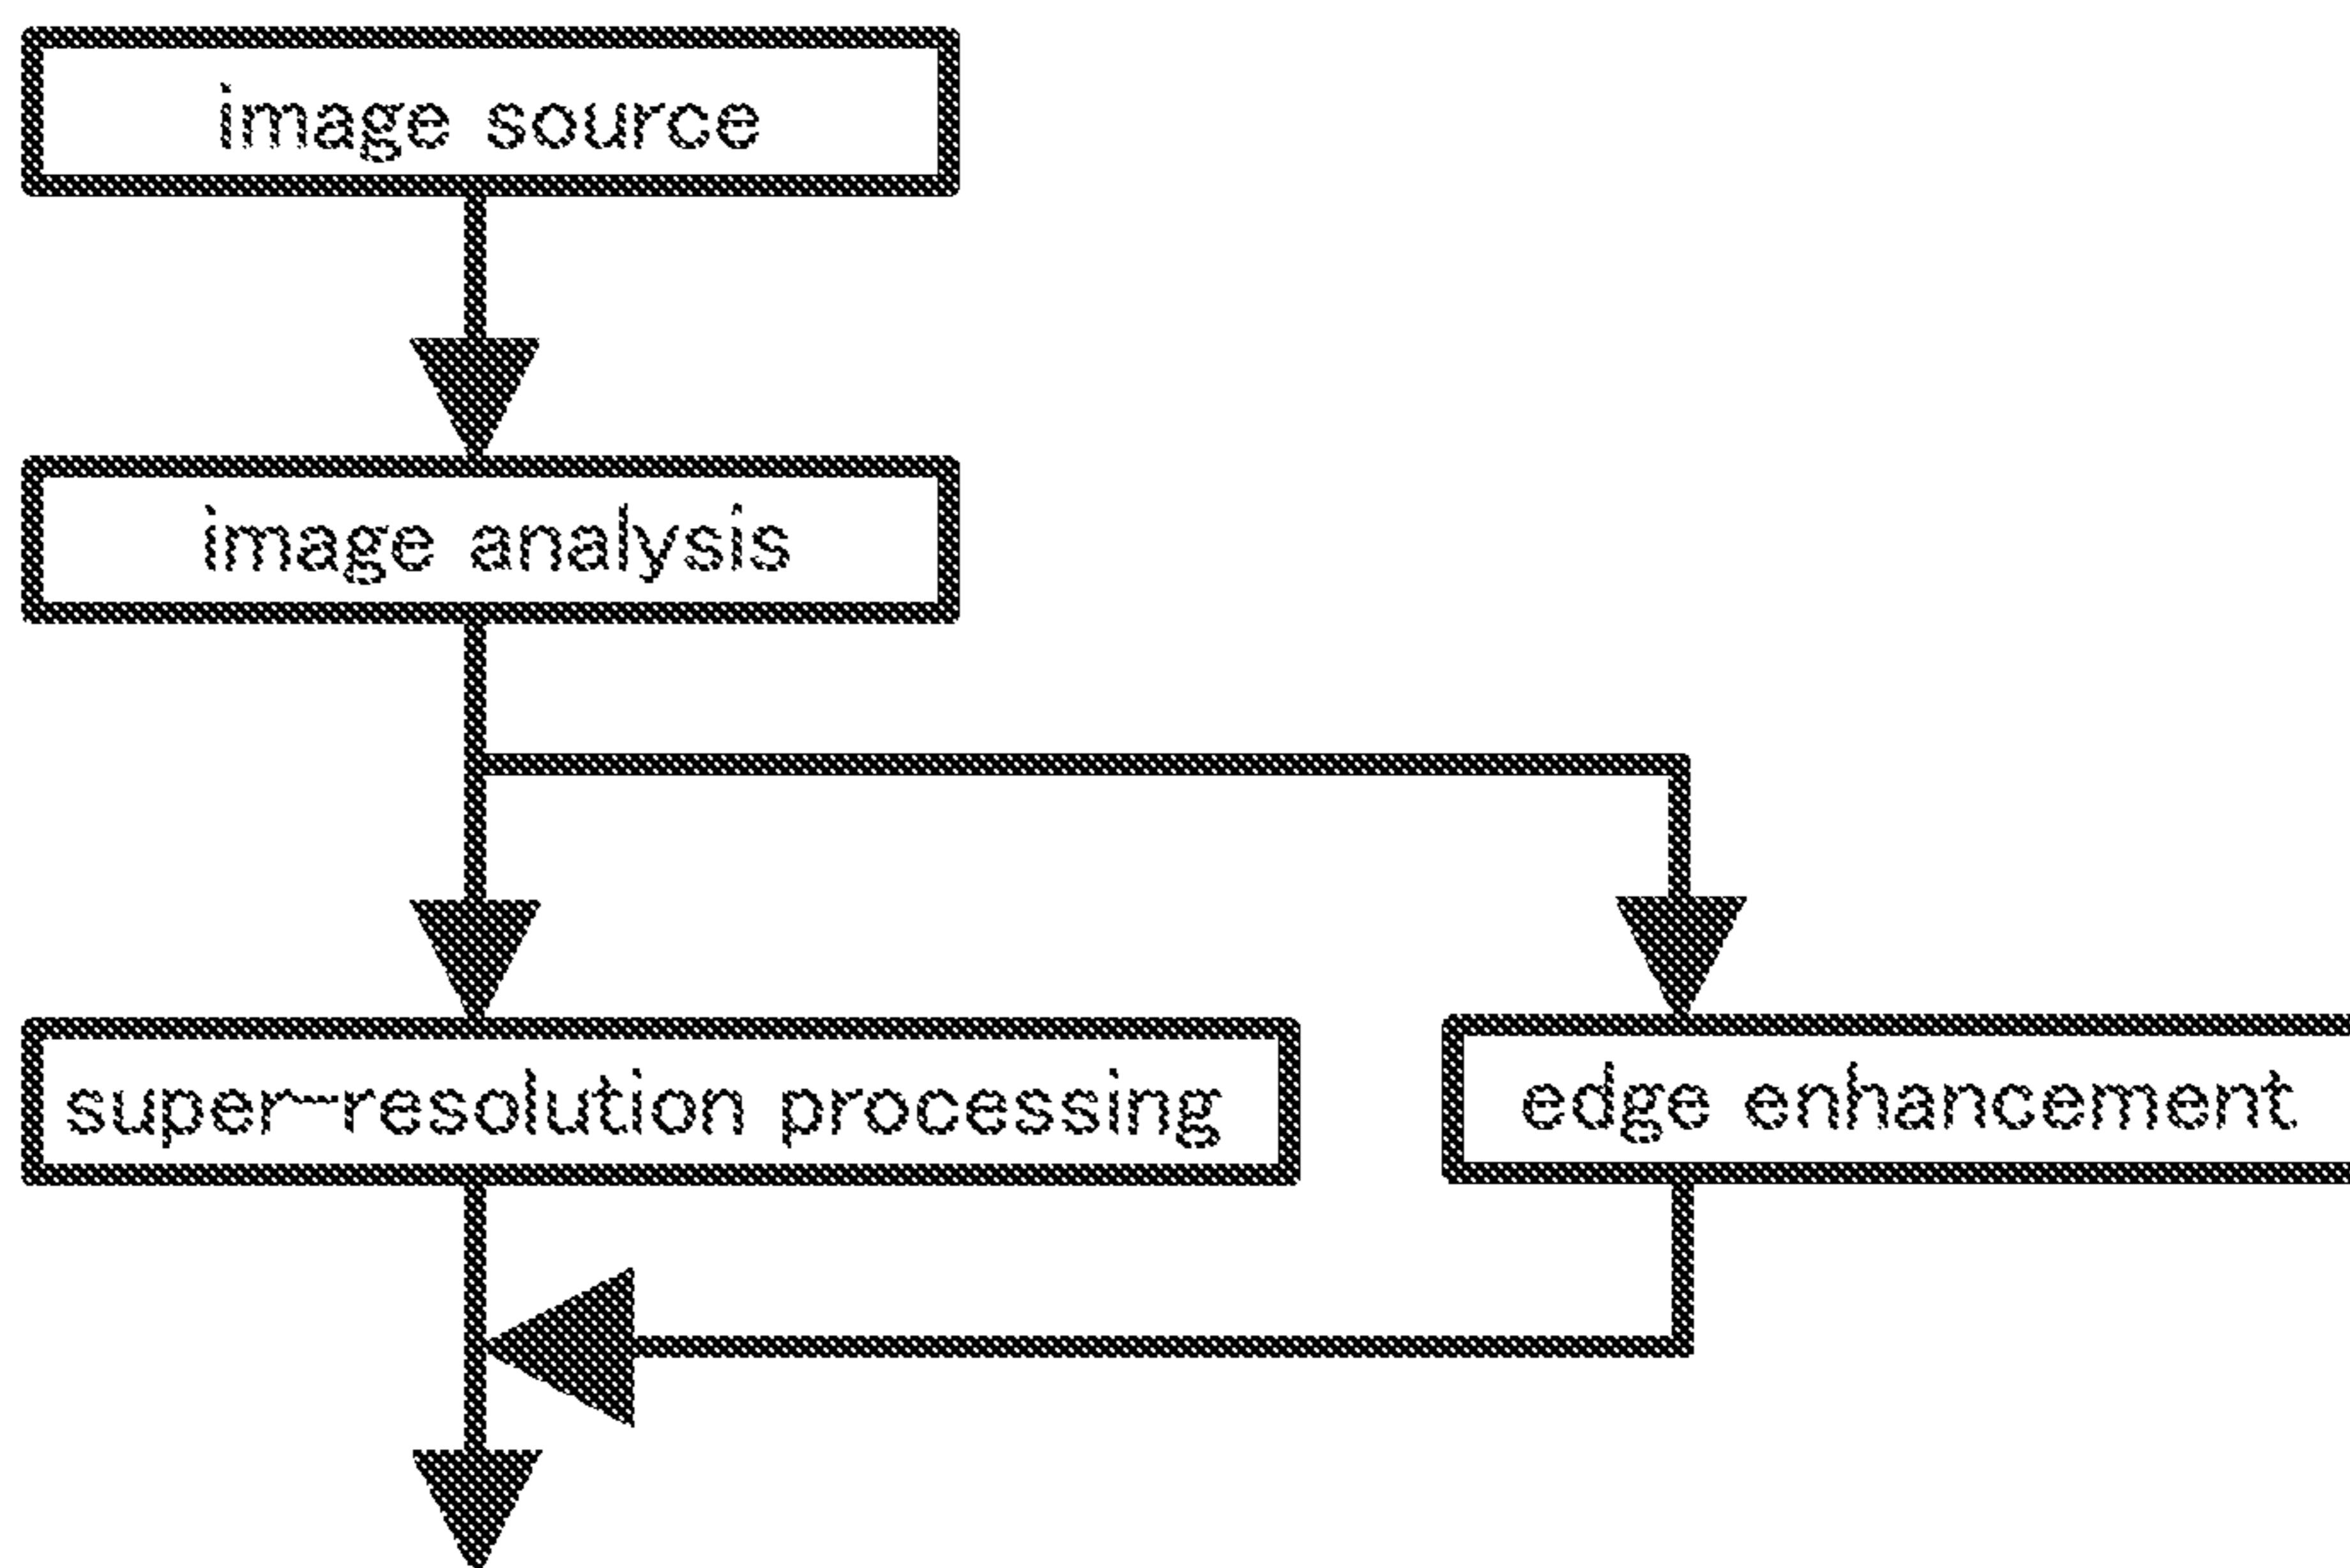 image source
image analysis
super-resolution processing
edge enhancement